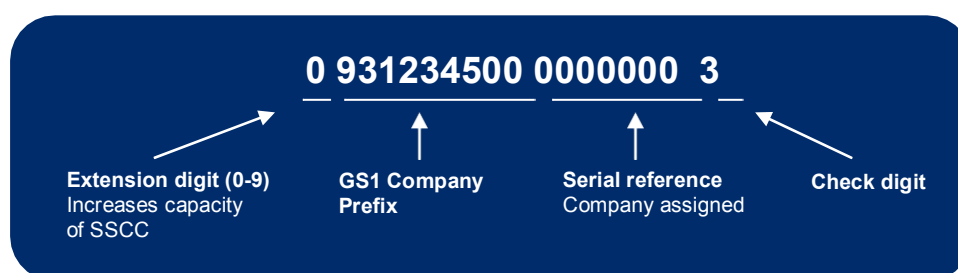 0 931234500 0000000 3
Extension digit (0-9)
Increases capacity
of SSCC
GS1 Company
Prefix
Serial reference
Company assigned
Check digit